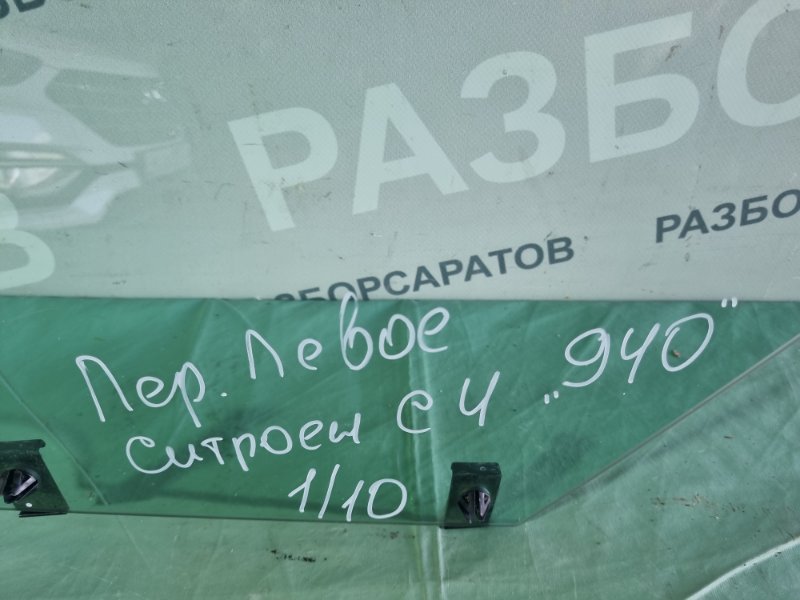 РАЗБО
РАЗБО
ЗБОРСАРАТОВ
Пер. Левое
Ситроен С 4 „940"
1/10